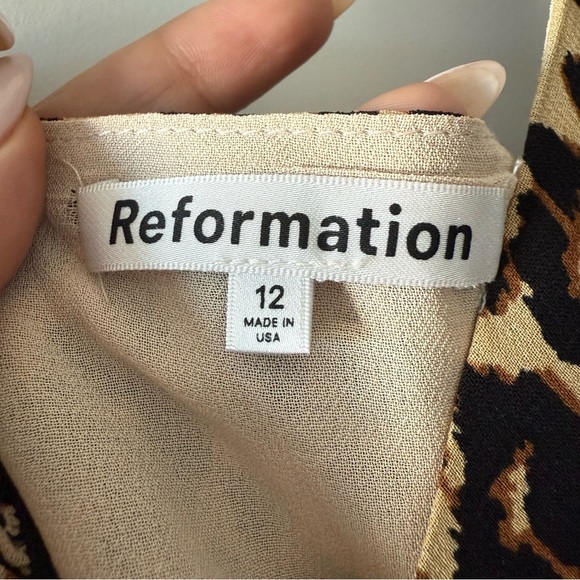 Reformation
12
MADE IN
USA